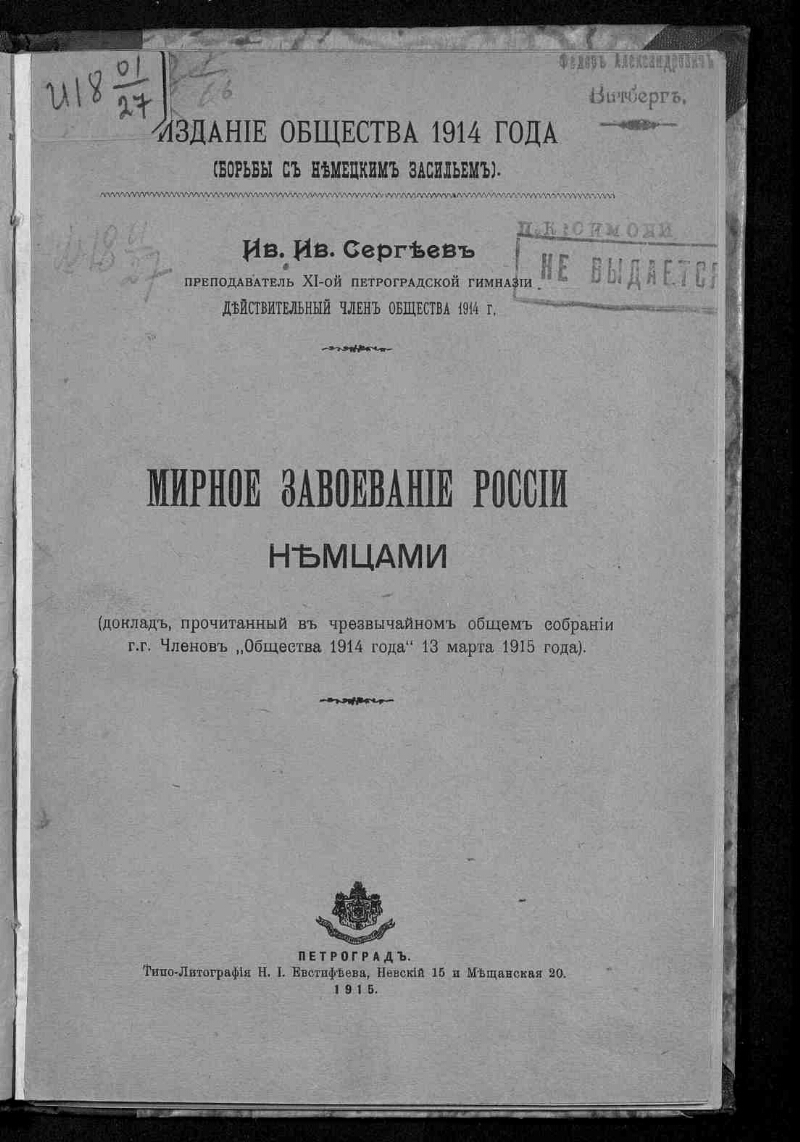 И18 01/27
Ѳедоръ Александровичъ
Витбергъ,
ИЗДАНІЕ ОБЩЕСТВА 1914 ГОДА
(БОРЬБЫ СЪ НѢМЕЦКИМЪ ЗАСИЛЬЕМЪ).
Ив. Ив. Сергѣевъ
НЕ ВЫДАЕТСЯ
ПРЕПОДАВАТЕЛЬ XI-ОЙ ПЕТРОГРАДСКОЙ ГИМНАЗІИ.
ДѢЙСТВИТЕЛЬНЫЙ ЧЛЕНЪ ОБЩЕСТВА 1914 Г.
МИРНОЕ ЗАВОЕВАНІЕ РОССІИ
НѢМЦАМИ
(докладъ, прочитанный въ чрезвычайномъ общемъ собраніи
г.г. Членовъ „Общества 1914 года“ 13 марта 1915 года).
ПЕТРОГРАДЪ.
Типо-Литографія Н. І. Евстифѣева, Невскій 15 и Мѣщанская 20.
1915.